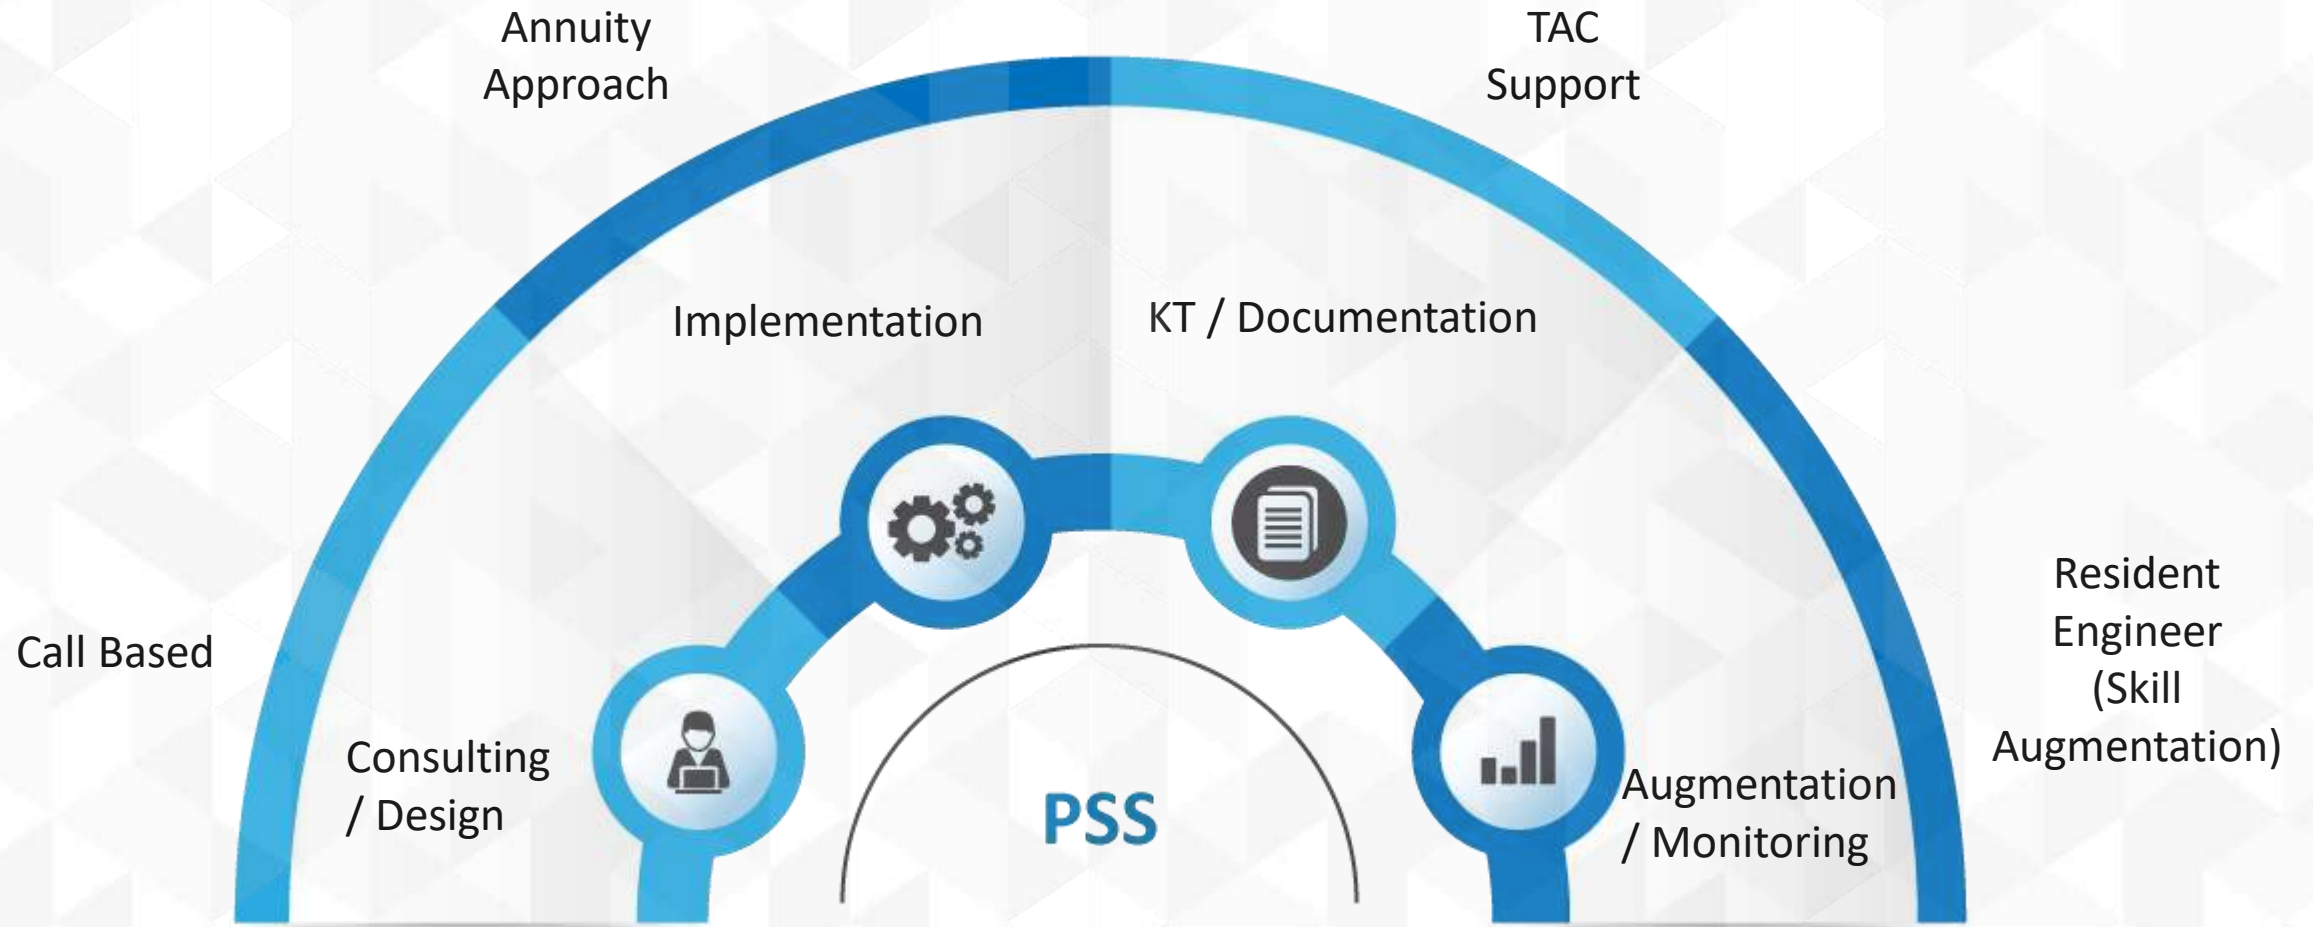 Annuity
Approach
TAC
Support
Implementation
KT / Documentation
Call Based
Consulting
/ Design
PSS
Augmentation
/ Monitoring
Resident
Engineer
(Skill
Augmentation)